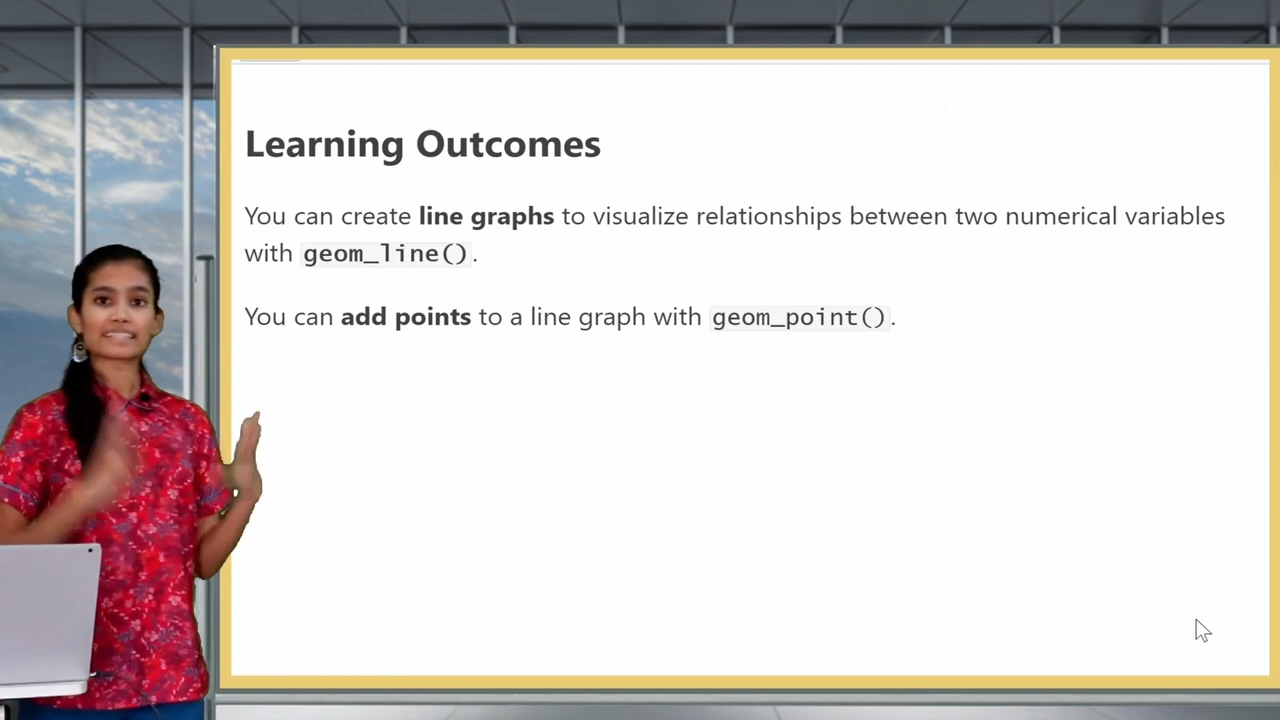 Learning Outcomes
You can create line graphs to visualize relationships between two numerical variables
with geom_line().
You can add points to a line graph with geom_point().